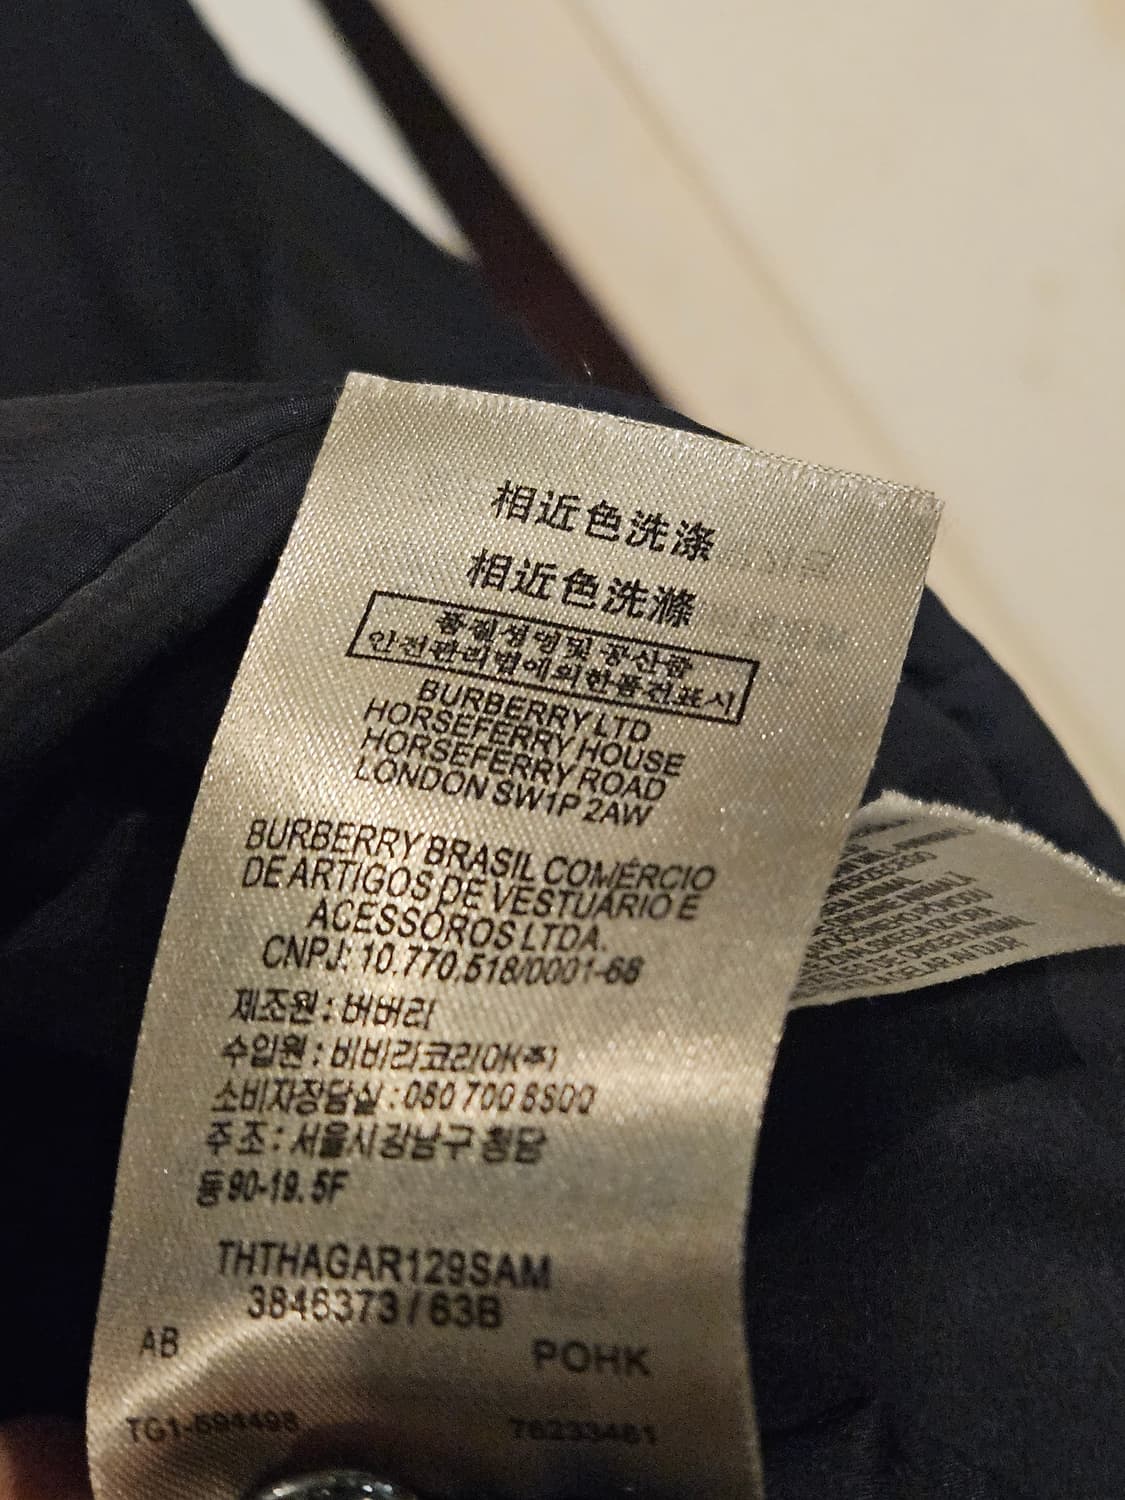 相近色洗涤
相近色洗滌
품질경영및 공산품
안전관리법에의한품질표시
BURBERRY LTD
HORSEFERRY HOUSE
HORSEFERRY ROAD
LONDON SW1P 2AW
BURBERRY BRASIL COMÉRCIO
DE ARTIGOS DE VESTUÁRIO E
ACESSÓROS LTDA.
CNPJ: 10.770.518/0001-68
제조원 : 버버리
수입원 : 버버리코리아(주)
소비자상담실 : 080 700 8800
주소 : 서울시강남구 청담
동 90-19. 5F
THTHAGAR129SAM
3846373 / 63B
AB POHK
TG1-594498 76233461